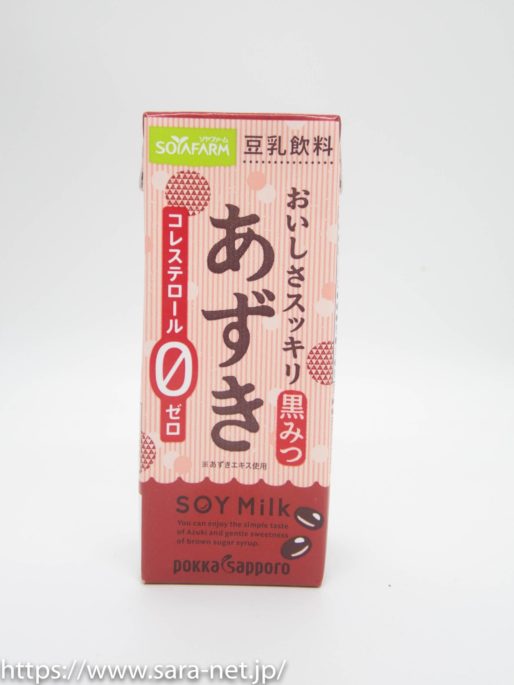 ソヤファーム
SOYAFARM
豆乳飲料
おいしさスッキリ
黒みつ
あずき
コレステロール
0
ゼロ
※あずきエキス使用
SOY Milk
You can enjoy the simple taste
of Azuki and gentle sweetness
of brown sugar syrup.
pokka sapporo
https://www.sara-net.jp/